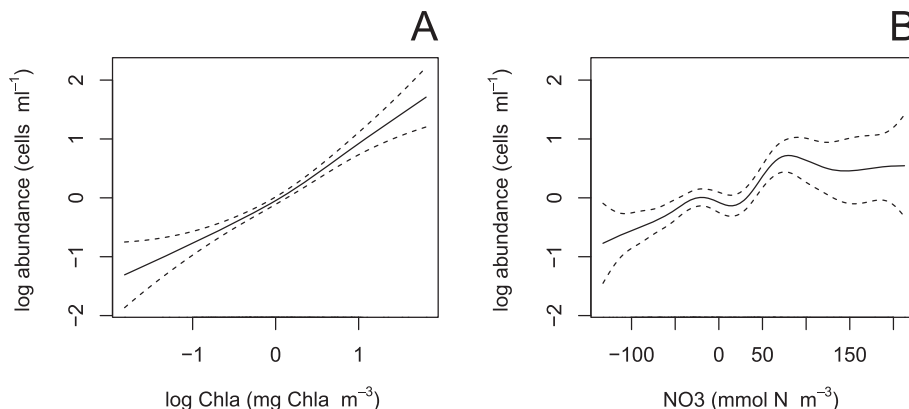 A
log abundance (cells ml⁻¹)
2
1
0
−1
−2
−1 0 1
log Chla (mg Chla m⁻³)
B
log abundance (cells ml⁻¹)
2
1
0
−1
−2
−100 0 50 150
NO3 (mmol N m⁻³)